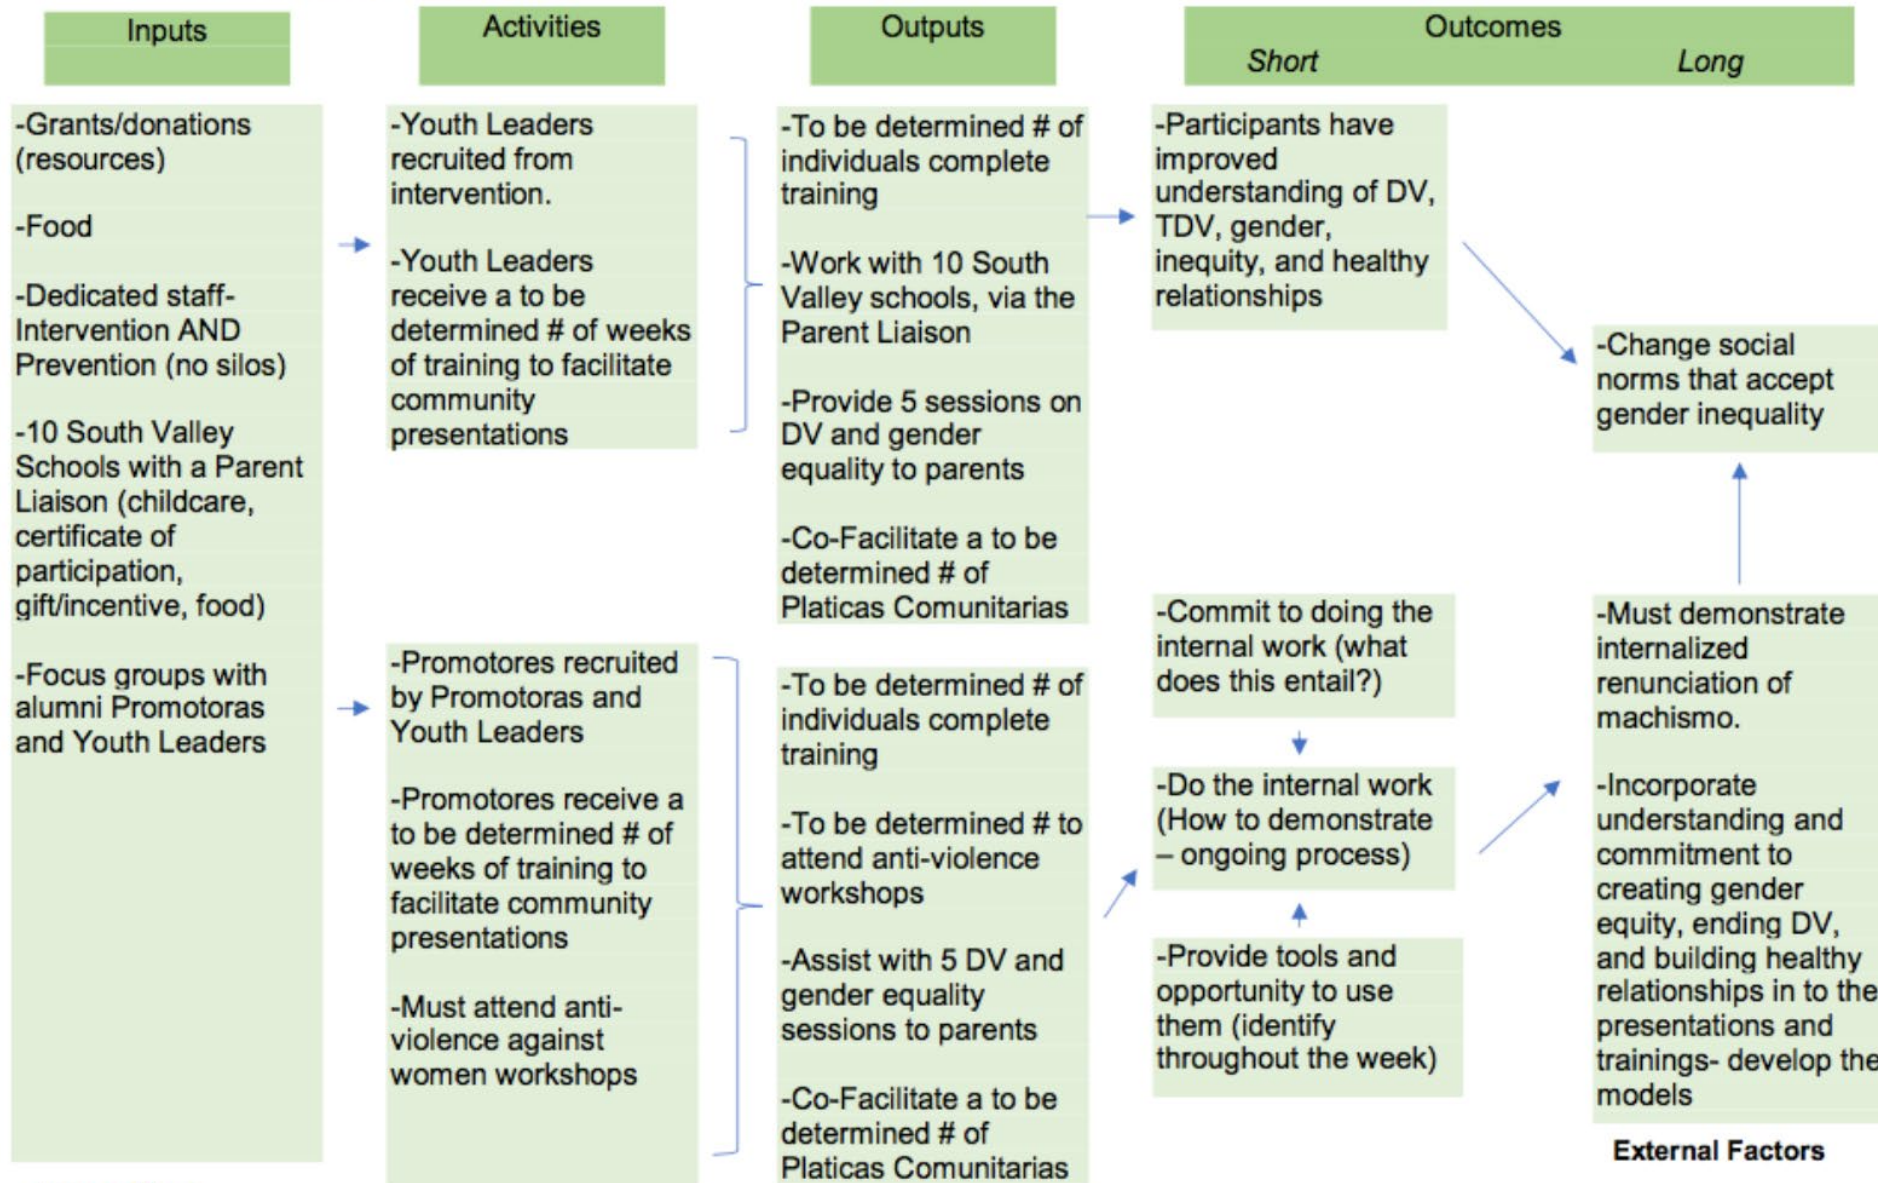 Inputs
Activities
Outputs
Outcomes
Short
Long
-Grants/donations
(resources)
-Food
-Dedicated staff-
Intervention AND
Prevention (no silos)
-10 South Valley
Schools with a Parent
Liaison (childcare,
certificate of
participation,
gift/incentive, food)
-Focus groups with
alumni Promotoras
and Youth Leaders
-Youth Leaders
recruited from
intervention.
-Youth Leaders
receive a to be
determined # of weeks
of training to facilitate
community
presentations
-Promotores recruited
by Promotoras and
Youth Leaders
-Promotores receive a
to be determined # of
weeks of training to
facilitate community
presentations
-Must attend anti-
violence against
women workshops
-To be determined # of
individuals complete
training
-Work with 10 South
Valley schools, via the
Parent Liaison
-Provide 5 sessions on
DV and gender
equality to parents
-Co-Facilitate a to be
determined # of
Platicas Comunitarias
-To be determined # of
individuals complete
training
-To be determined # to
attend anti-violence
workshops
-Assist with 5 DV and
gender equality
sessions to parents
-Co-Facilitate a to be
determined # of
Platicas Comunitarias
-Participants have
improved
understanding of DV,
TDV, gender,
inequity, and healthy
relationships
-Commit to doing the
internal work (what
does this entail?)
-Do the internal work
(How to demonstrate
– ongoing process)
-Provide tools and
opportunity to use
them (identify
throughout the week)
-Change social
norms that accept
gender inequality
-Must demonstrate
internalized
renunciation of
machismo.
-Incorporate
understanding and
commitment to
creating gender
equity, ending DV,
and building healthy
relationships in to the
presentations and
trainings- develop the
models
External Factors